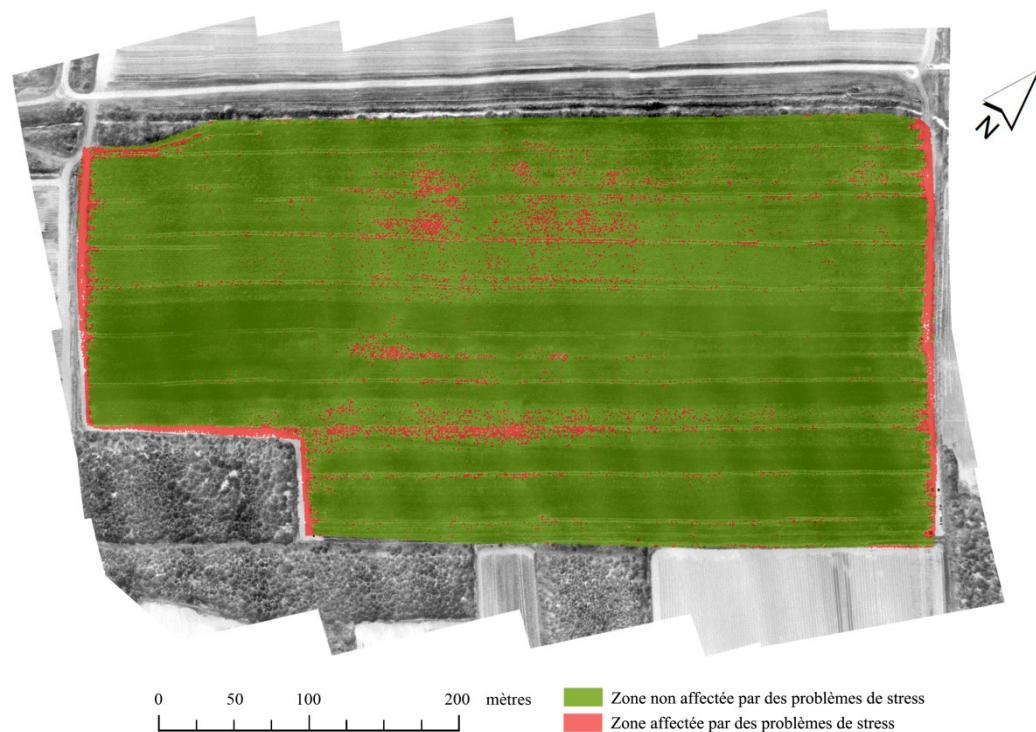 N
0 50 100 200 mètres
Zone non affectée par des problèmes de stress
Zone affectée par des problèmes de stress